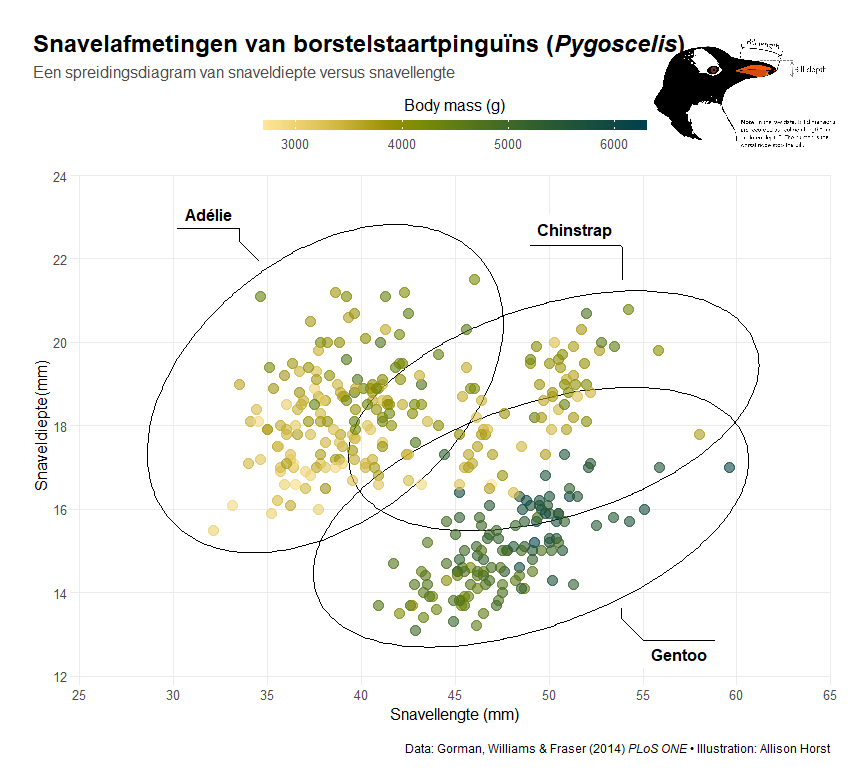 Snavelafmetingen van borstelstaartpinguïns (Pygoscelis)
Een spreidingsdiagram van snaveldiepte versus snavellengte
Bill length
Bill depth
Body mass (g)
3000 4000 5000 6000
24
22
20
18
16
14
12
Snaveldiepte(mm)
Adélie
Chinstrap
Gentoo
25 30 35 40 45 50 55 60 65
Snavellengte (mm)
Data: Gorman, Williams & Fraser (2014) PLoS ONE • Illustration: Allison Horst